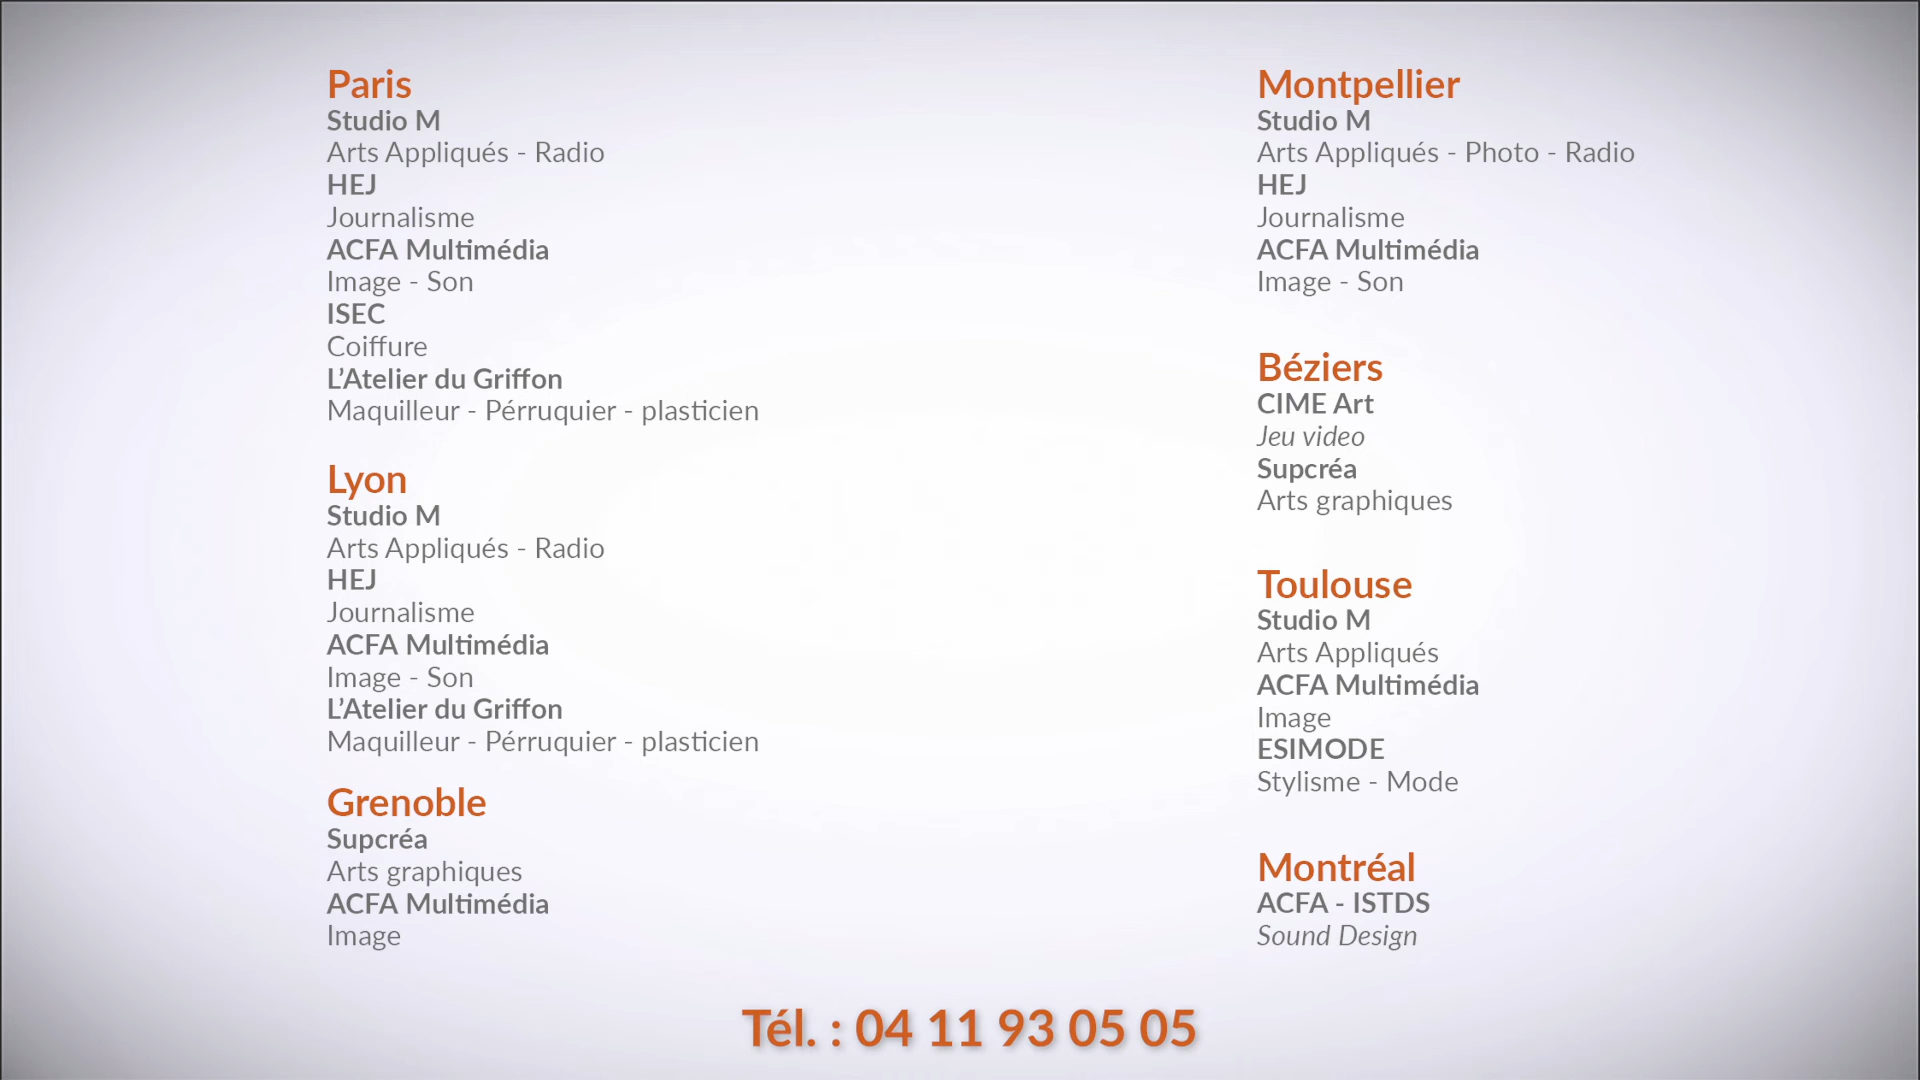 Paris
Studio M
Arts Appliqués - Radio
HEJ
Journalisme
ACFA Multimédia
Image - Son
ISEC
Coiffure
L’Atelier du Griffon
Maquilleur - Pérruquier - plasticien
Lyon
Studio M
Arts Appliqués - Radio
HEJ
Journalisme
ACFA Multimédia
Image - Son
L’Atelier du Griffon
Maquilleur - Pérruquier - plasticien
Grenoble
Supcréa
Arts graphiques
ACFA Multimédia
Image
Montpellier
Studio M
Arts Appliqués - Photo - Radio
HEJ
Journalisme
ACFA Multimédia
Image - Son
Béziers
CIME Art
Jeu video
Supcréa
Arts graphiques
Toulouse
Studio M
Arts Appliqués
ACFA Multimédia
Image
ESIMODE
Stylisme - Mode
Montréal
ACFA - ISTDS
Sound Design
Tél. : 04 11 93 05 05